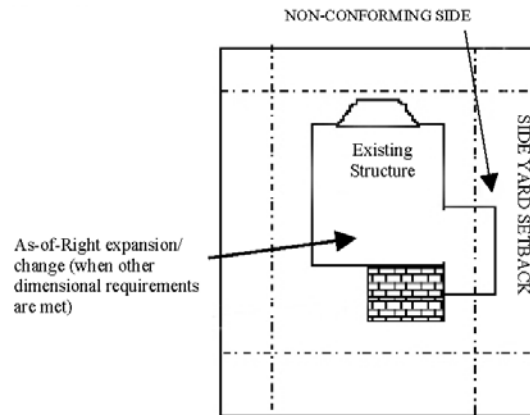 NON-CONFORMING SIDE
Existing
Structure
SIDE YARD SETBACK
As-of-Right expansion/
change (when other
dimensional requirements
are met)